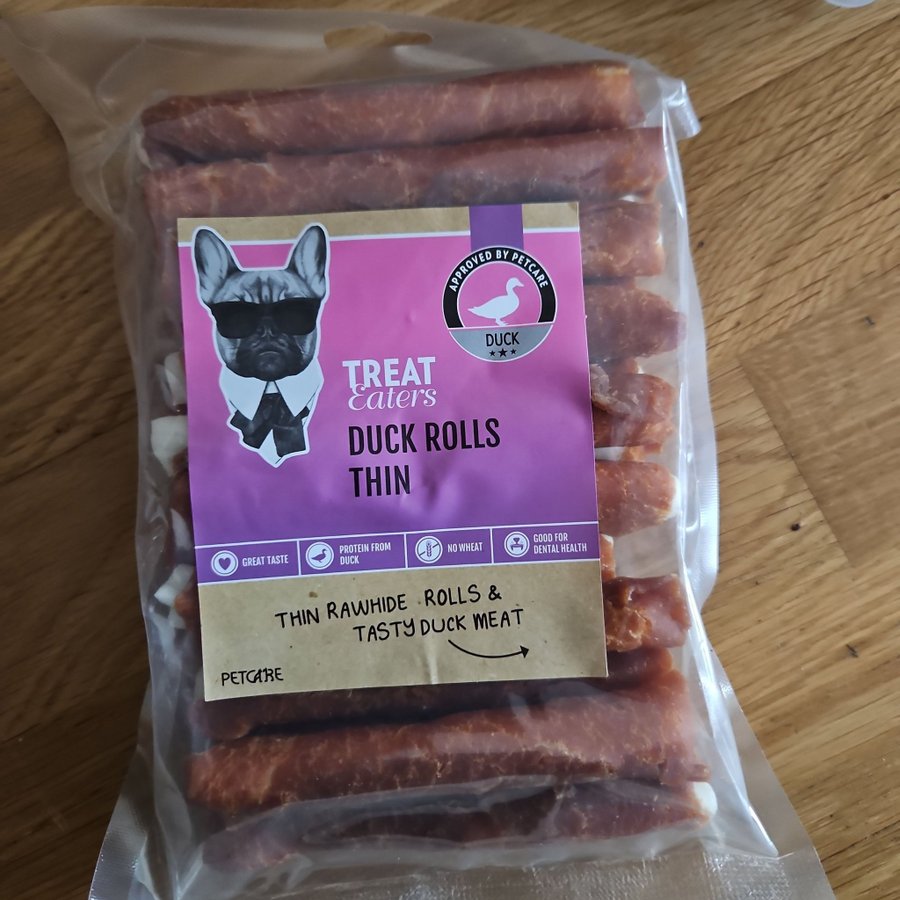 APPROVED BY PETCARE
DUCK
TREAT
Eaters
DUCK ROLLS
THIN
GREAT TASTE
PROTEIN FROM
DUCK
NO WHEAT
GOOD FOR
DENTAL HEALTH
THIN RAWHIDE ROLLS &
TASTY DUCK MEAT
PETCARE